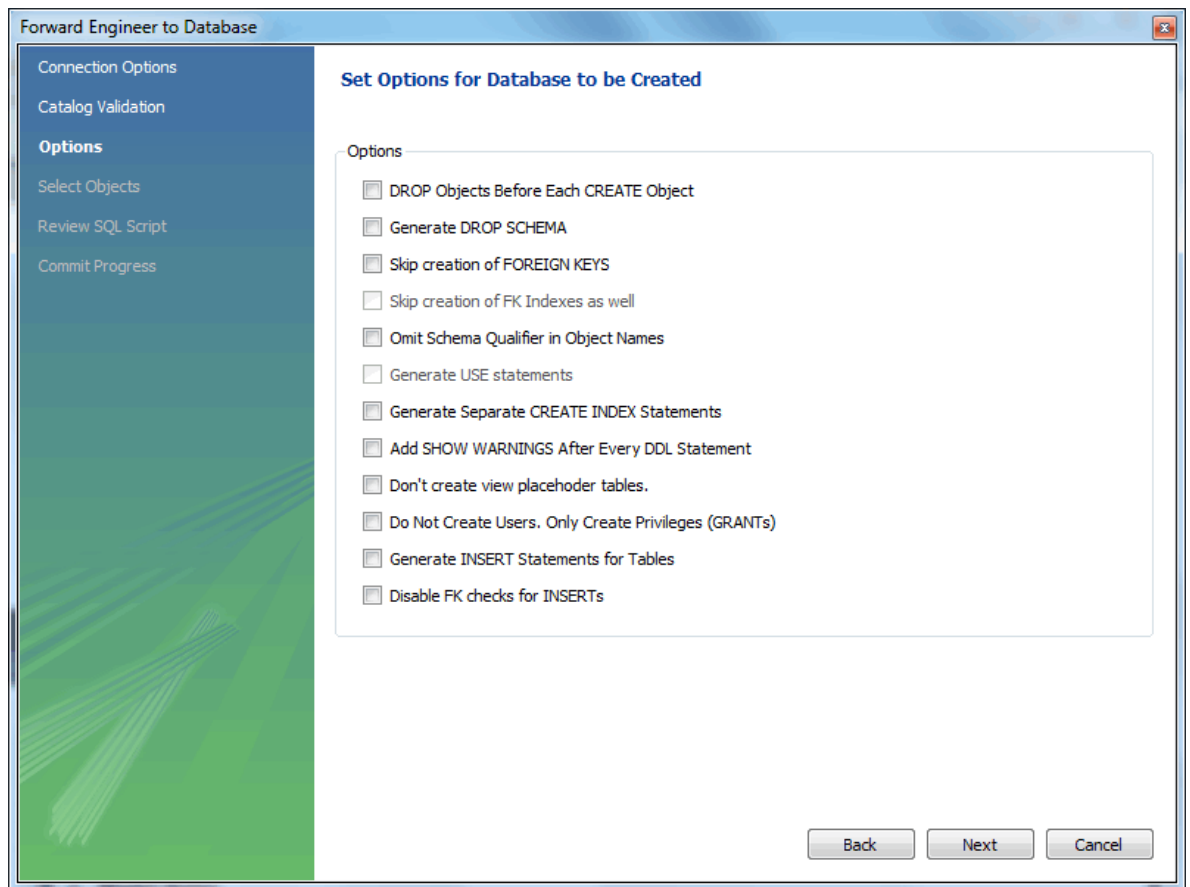 Forward Engineer to Database
Connection Options
Catalog Validation
Options
Select Objects
Review SQL Script
Commit Progress
Set Options for Database to be Created
Options
DROP Objects Before Each CREATE Object
Generate DROP SCHEMA
Skip creation of FOREIGN KEYS
Skip creation of FK Indexes as well
Omit Schema Qualifier in Object Names
Generate USE statements
Generate Separate CREATE INDEX Statements
Add SHOW WARNINGS After Every DDL Statement
Don't create view placehoder tables.
Do Not Create Users. Only Create Privileges (GRANTs)
Generate INSERT Statements for Tables
Disable FK checks for INSERTs
Back Next Cancel